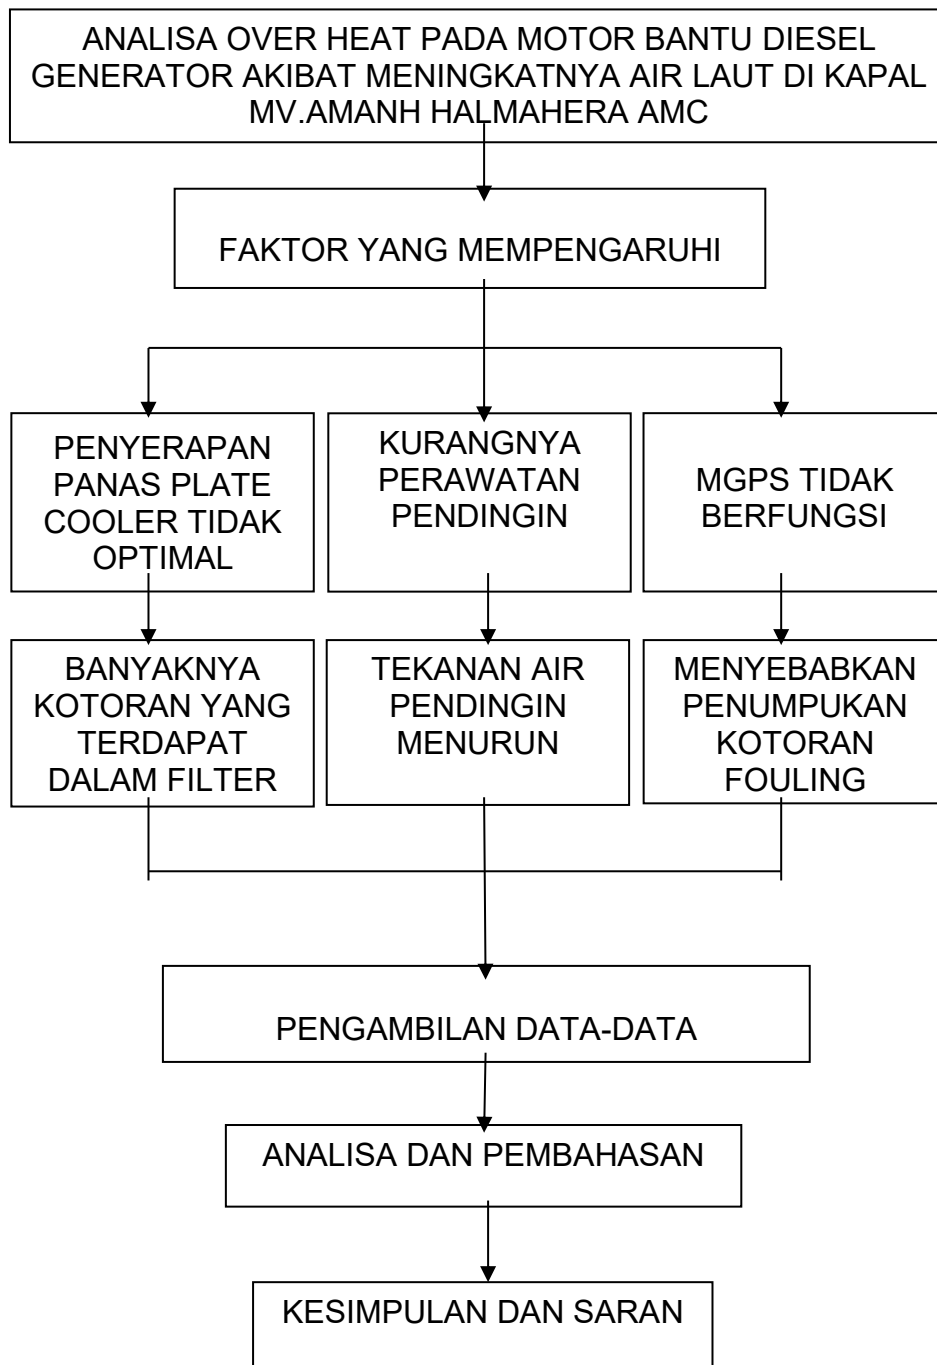 ANALISA OVER HEAT PADA MOTOR BANTU DIESEL
GENERATOR AKIBAT MENINGKATNYA AIR LAUT DI KAPAL
MV.AMANH HALMAHERA AMC
FAKTOR YANG MEMPENGARUHI
PENYERAPAN
PANAS PLATE
COOLER TIDAK
OPTIMAL
KURANGNYA
PERAWATAN
PENDINGIN
MGPS TIDAK
BERFUNGSI
BANYAKNYA
KOTORAN YANG
TERDAPAT
DALAM FILTER
TEKANAN AIR
PENDINGIN
MENURUN
MENYEBABKAN
PENUMPUKAN
KOTORAN
FOULING
PENGAMBILAN DATA-DATA
ANALISA DAN PEMBAHASAN
KESIMPULAN DAN SARAN